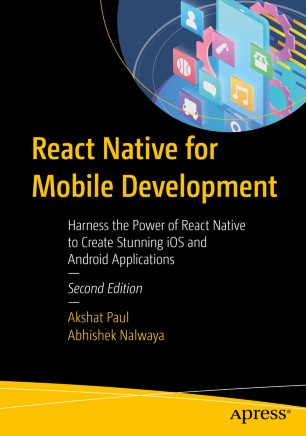 React Native for
Mobile Development
Harness the Power of React Native
to Create Stunning iOS and
Android Applications
—
Second Edition
—
Akshat Paul
Abhishek Nalwaya
Apress®